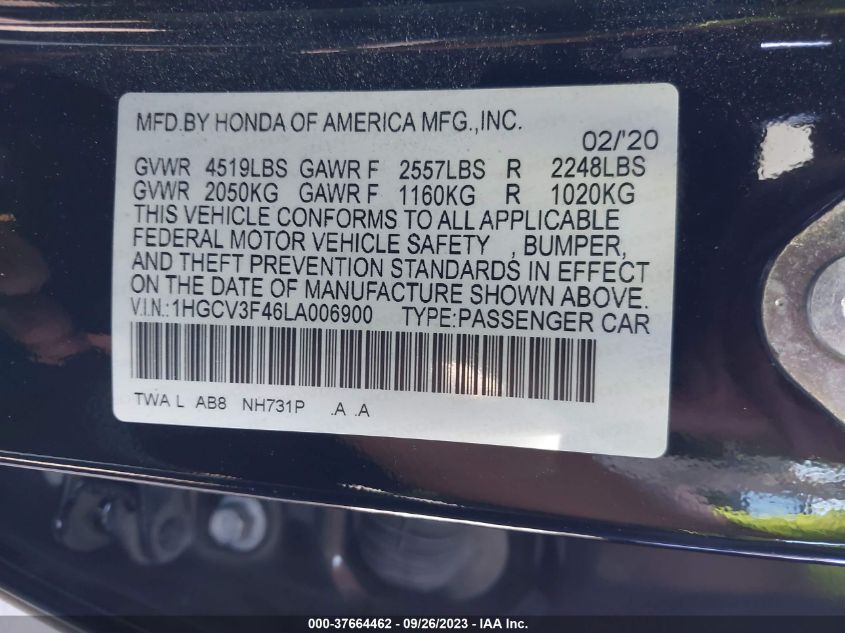 MFD.BY HONDA OF AMERICA MFG.,INC.
02/'20
GVWR 4519LBS GAWR F 2557LBS R 2248LBS
GVWR 2050KG GAWR F 1160KG R 1020KG
THIS VEHICLE CONFORMS TO ALL APPLICABLE
FEDERAL MOTOR VEHICLE SAFETY , BUMPER,
AND THEFT PREVENTION STANDARDS IN EFFECT
ON THE DATE OF MANUFACTURE SHOWN ABOVE.
V.I.N.:1HGCV3F46LA006900 TYPE:PASSENGER CAR
TWA L AB8 NH731P .A .A
000-37664462 - 09/26/2023 - IAA Inc.